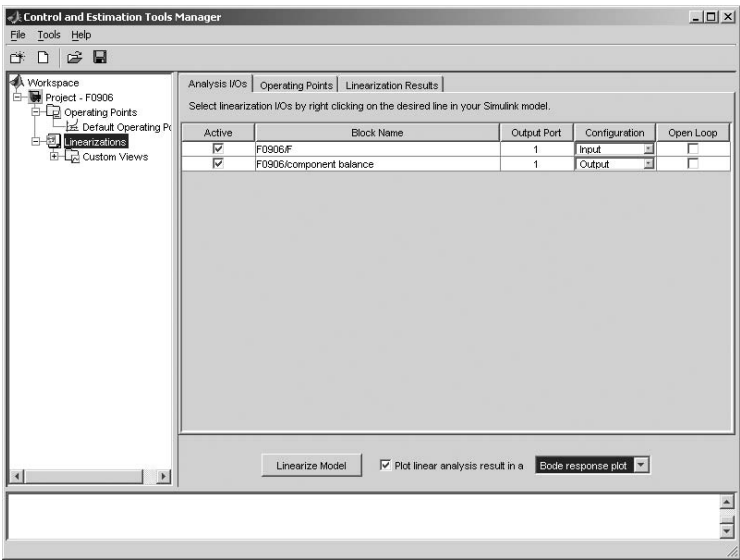 Control and Estimation Tools Manager
File Tools Help
Workspace
Project - F0906
Operating Points
Default Operating Po
Linearizations
Custom Views
Analysis I/Os Operating Points Linearization Results
Select linearization I/Os by right clicking on the desired line in your Simulink model.
Active Block Name Output Port Configuration Open Loop
F0906/F 1 Input
F0906/component balance 1 Output
Linearize Model Plot linear analysis result in a Bode response plot